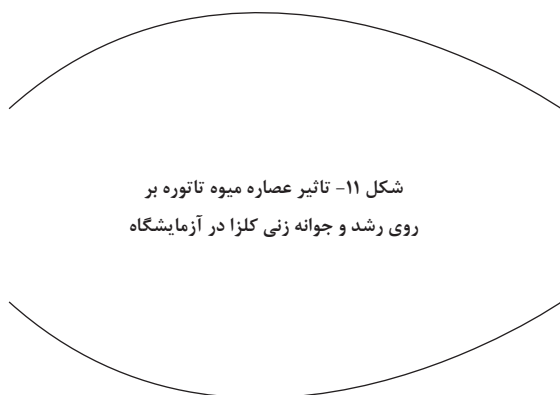 شکل ۱۱- تاثیر عصاره میوه تاتوره بر
روی رشد و جوانه زنی کلزا در آزمایشگاه